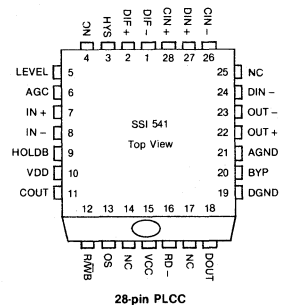 NC HYS DIF + DIF - CIN + DIN + CIN -
4 3 2 1 28 27 26
LEVEL 5 25 NC
AGC 6 24 DIN -
IN + 7 SSI 541 23 OUT -
IN - 8 Top View 22 OUT +
HOLDB 9 21 AGND
VDD 10 20 BYP
COUT 11 19 DGND
12 13 14 15 16 17 18
R/WB OS NC VCC RD- NC DOUT
28-pin PLCC